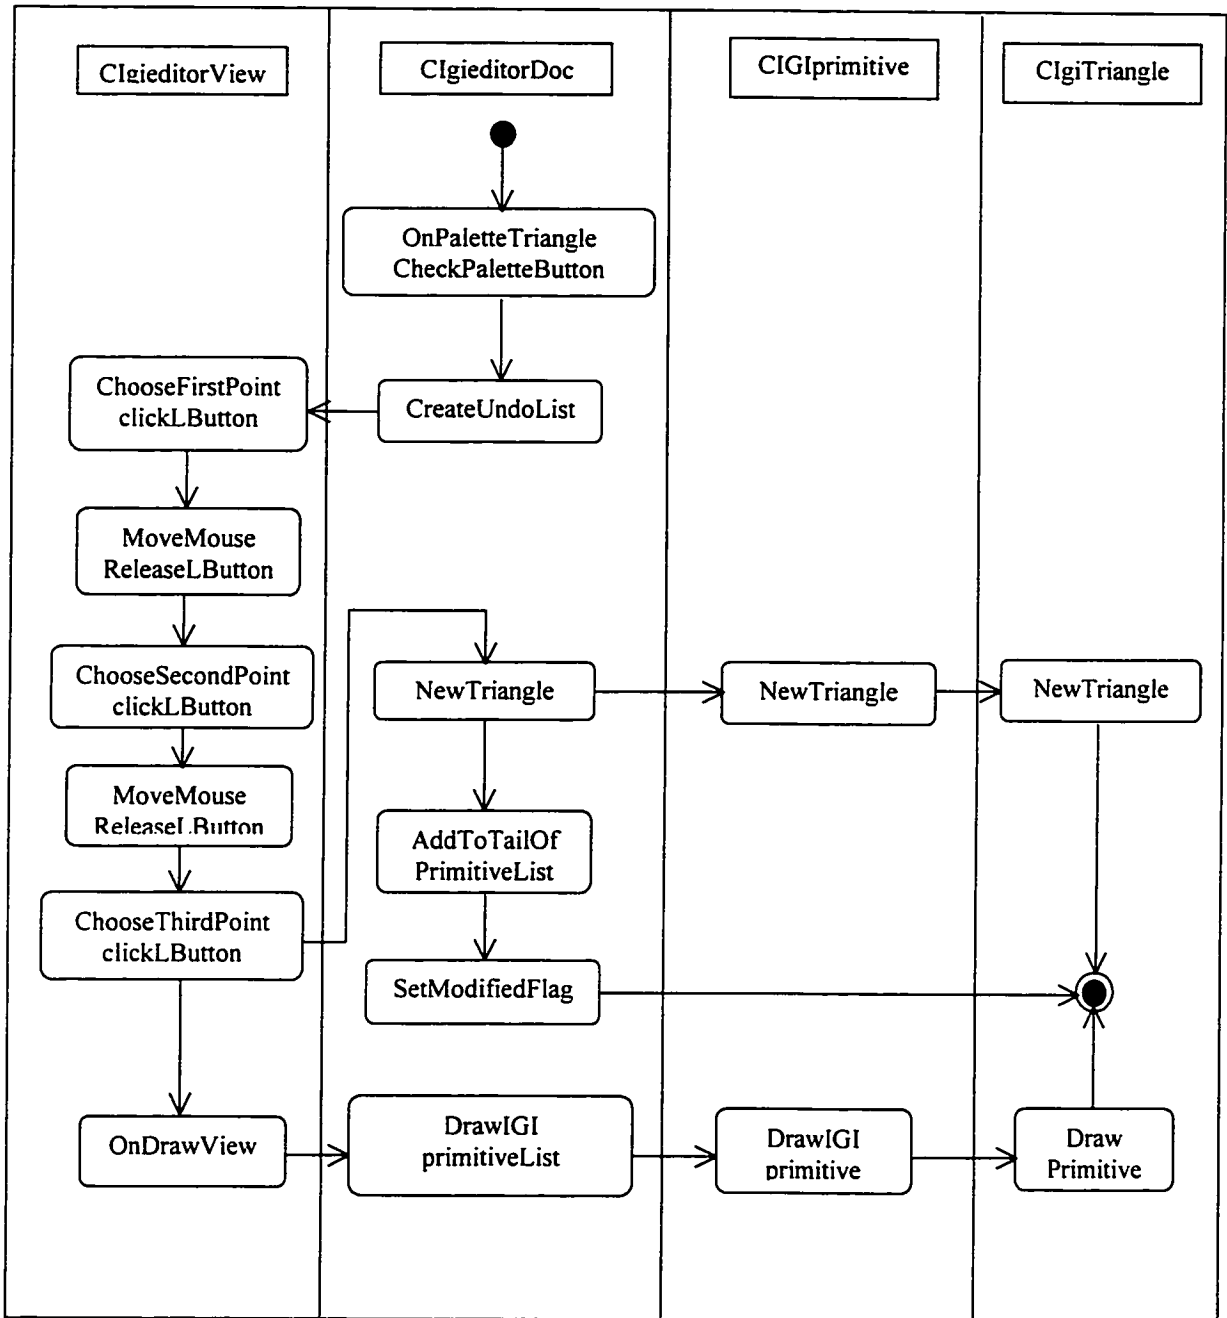 CIgieditorView
CIgieditorDoc
CIGIprimitive
CIgiTriangle
OnPaletteTriangle
CheckPaletteButton
ChooseFirstPoint
clickLButton
CreateUndoList
MoveMouse
ReleaseLButton
ChooseSecondPoint
clickLButton
NewTriangle
NewTriangle
NewTriangle
MoveMouse
ReleaseLButton
AddToTailOf
PrimitiveList
ChooseThirdPoint
clickLButton
SetModifiedFlag
OnDrawView
DrawIGI
primitiveList
DrawIGI
primitive
Draw
Primitive